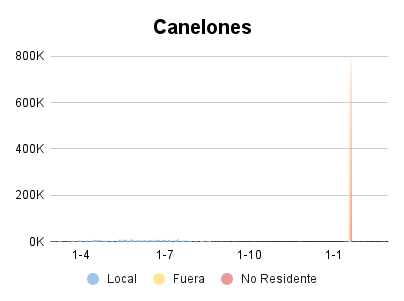 Canelones
800K
600K
400K
200K
0K
1-4 1-7 1-10 1-1
Local Fuera No Residente